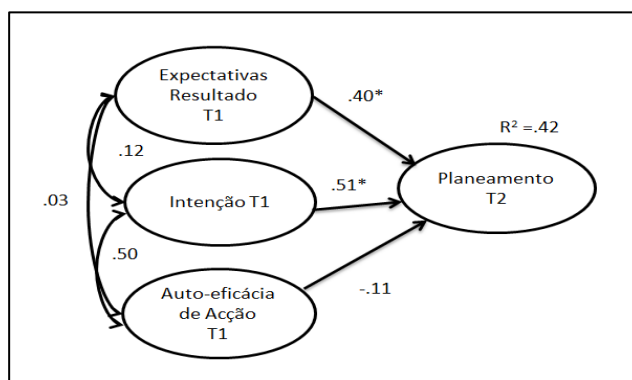 Expectativas
Resultado
T1
.40*
R² =.42
.12
.51*
Planeamento
T2
.03
Intenção T1
.50
-.11
Auto-eficácia
de Acção
T1